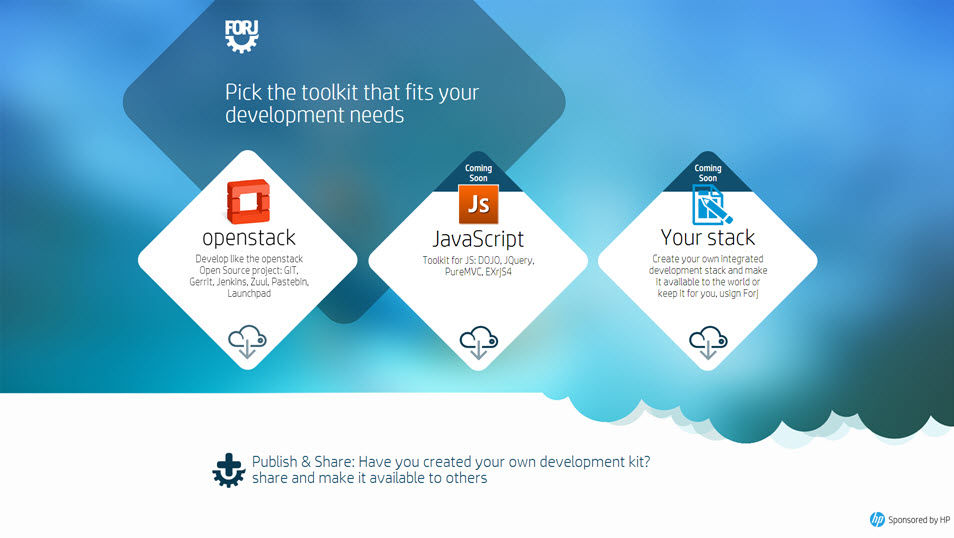 FORJ
Pick the toolkit that fits your
development needs
openstack
Develop like the openstack
Open Source project: GIT,
Gerrit, Jenkins, Zuul, Pastebin,
Launchpad
Coming
Soon
Js
JavaScript
Toolkit for JS: DOJO, JQuery,
PureMVC, EXrjS4
Coming
Soon
Your stack
Create your own integrated
development stack and make
it available to the world or
keep it for you, usign Forj
Publish & Share: Have you created your own development kit?
share and make it available to others
hp Sponsored by HP